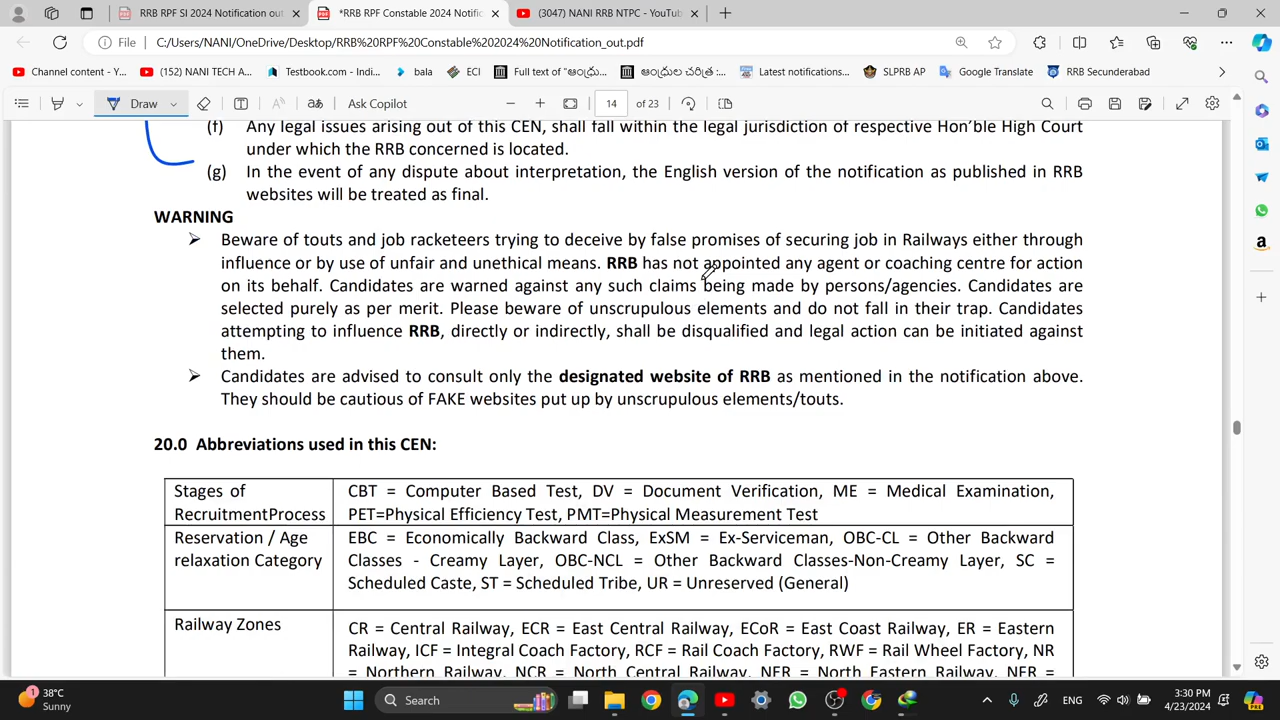 RRB RPF SI 2024 Notification out
*RRB RPF Constable 2024 Notific
(3047) NANI RRB NTPC - YouTub
File
C:/Users/NANI/OneDrive/Desktop/RRB%20RPF%20Constable%202024%20Notification_out.pdf
Channel content - Y...
(152) NANI TECH A...
Testbook.com - Indi...
bala
ECI
Full text of "ఆంధ్రు...
ఆంధ్రుల చరిత్ర :...
Latest notifications...
SLPRB AP
Google Translate
RRB Secunderabad
Draw
Ask Copilot
14 of 23
(f) Any legal issues arising out of this CEN, shall fall within the legal jurisdiction of respective Hon'ble High Court
under which the RRB concerned is located.
(g) In the event of any dispute about interpretation, the English version of the notification as published in RRB
websites will be treated as final.
WARNING
Beware of touts and job racketeers trying to deceive by false promises of securing job in Railways either through
influence or by use of unfair and unethical means. RRB has not appointed any agent or coaching centre for action
on its behalf. Candidates are warned against any such claims being made by persons/agencies. Candidates are
selected purely as per merit. Please beware of unscrupulous elements and do not fall in their trap. Candidates
attempting to influence RRB, directly or indirectly, shall be disqualified and legal action can be initiated against
them.
Candidates are advised to consult only the designated website of RRB as mentioned in the notification above.
They should be cautious of FAKE websites put up by unscrupulous elements/touts.
20.0 Abbreviations used in this CEN:
Stages of
RecruitmentProcess
CBT = Computer Based Test, DV = Document Verification, ME = Medical Examination,
PET=Physical Efficiency Test, PMT=Physical Measurement Test
Reservation / Age
relaxation Category
EBC = Economically Backward Class, ExSM = Ex-Serviceman, OBC-CL = Other Backward
Classes - Creamy Layer, OBC-NCL = Other Backward Classes-Non-Creamy Layer, SC =
Scheduled Caste, ST = Scheduled Tribe, UR = Unreserved (General)
Railway Zones
CR = Central Railway, ECR = East Central Railway, ECoR = East Coast Railway, ER = Eastern
Railway, ICF = Integral Coach Factory, RCF = Rail Coach Factory, RWF = Rail Wheel Factory, NR
= Northern Railway, NCR = North Central Railway, NER = North Eastern Railway, NFR =
1
38°C
Sunny
Search
ENG
3:30 PM
4/23/2024